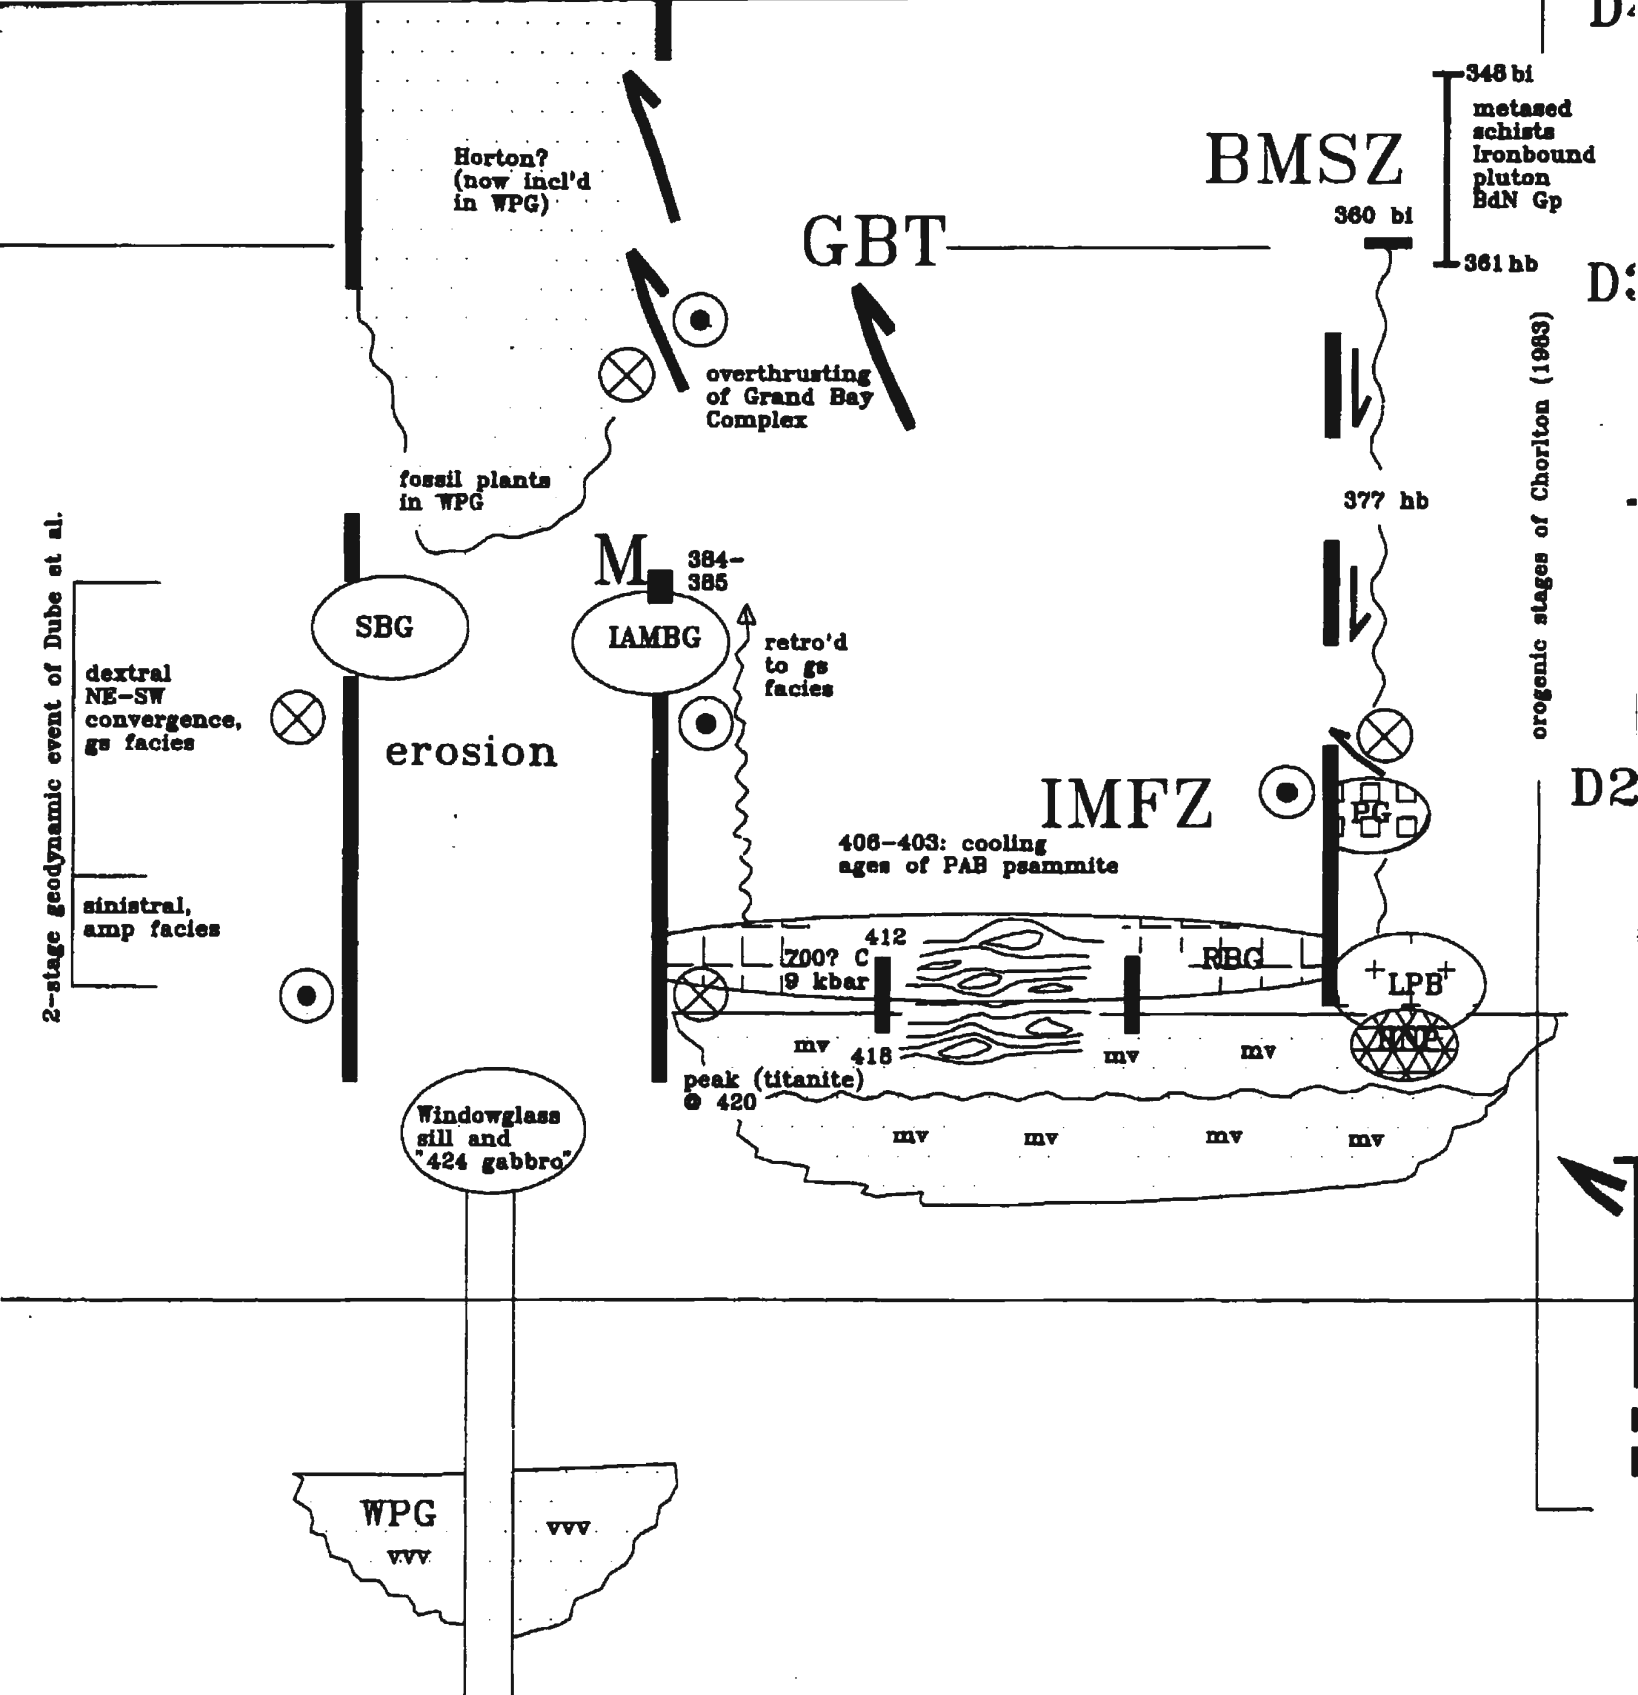 D4
348 bi
metased
schists
Ironbound
pluton
BdN Gp
BMSZ
360 bi
361 hb
Horton?
(now incl'd
in WPG)
GBT
D3
overthrusting
of Grand Bay
Complex
orogenic stages of Chorlton (1983)
fossil plants
in WPG
377 hb
2-stage geodynamic event of Dube et al.
M
384-
385
SBG
IAMBG
retro'd
to gs
facies
dextral
NE-SW
convergence,
gs facies
erosion
IMFZ
PG
D2
406-403: cooling
ages of PAB psammite
sinistral,
amp facies
412
700? C
9 kbar
RBG
LPB
NNP
mv
418
mv
mv
peak (titanite)
@ 420
Windowglass
sill and
"424 gabbro"
mv
mv
mv
mv
WPG
vvv
vvv